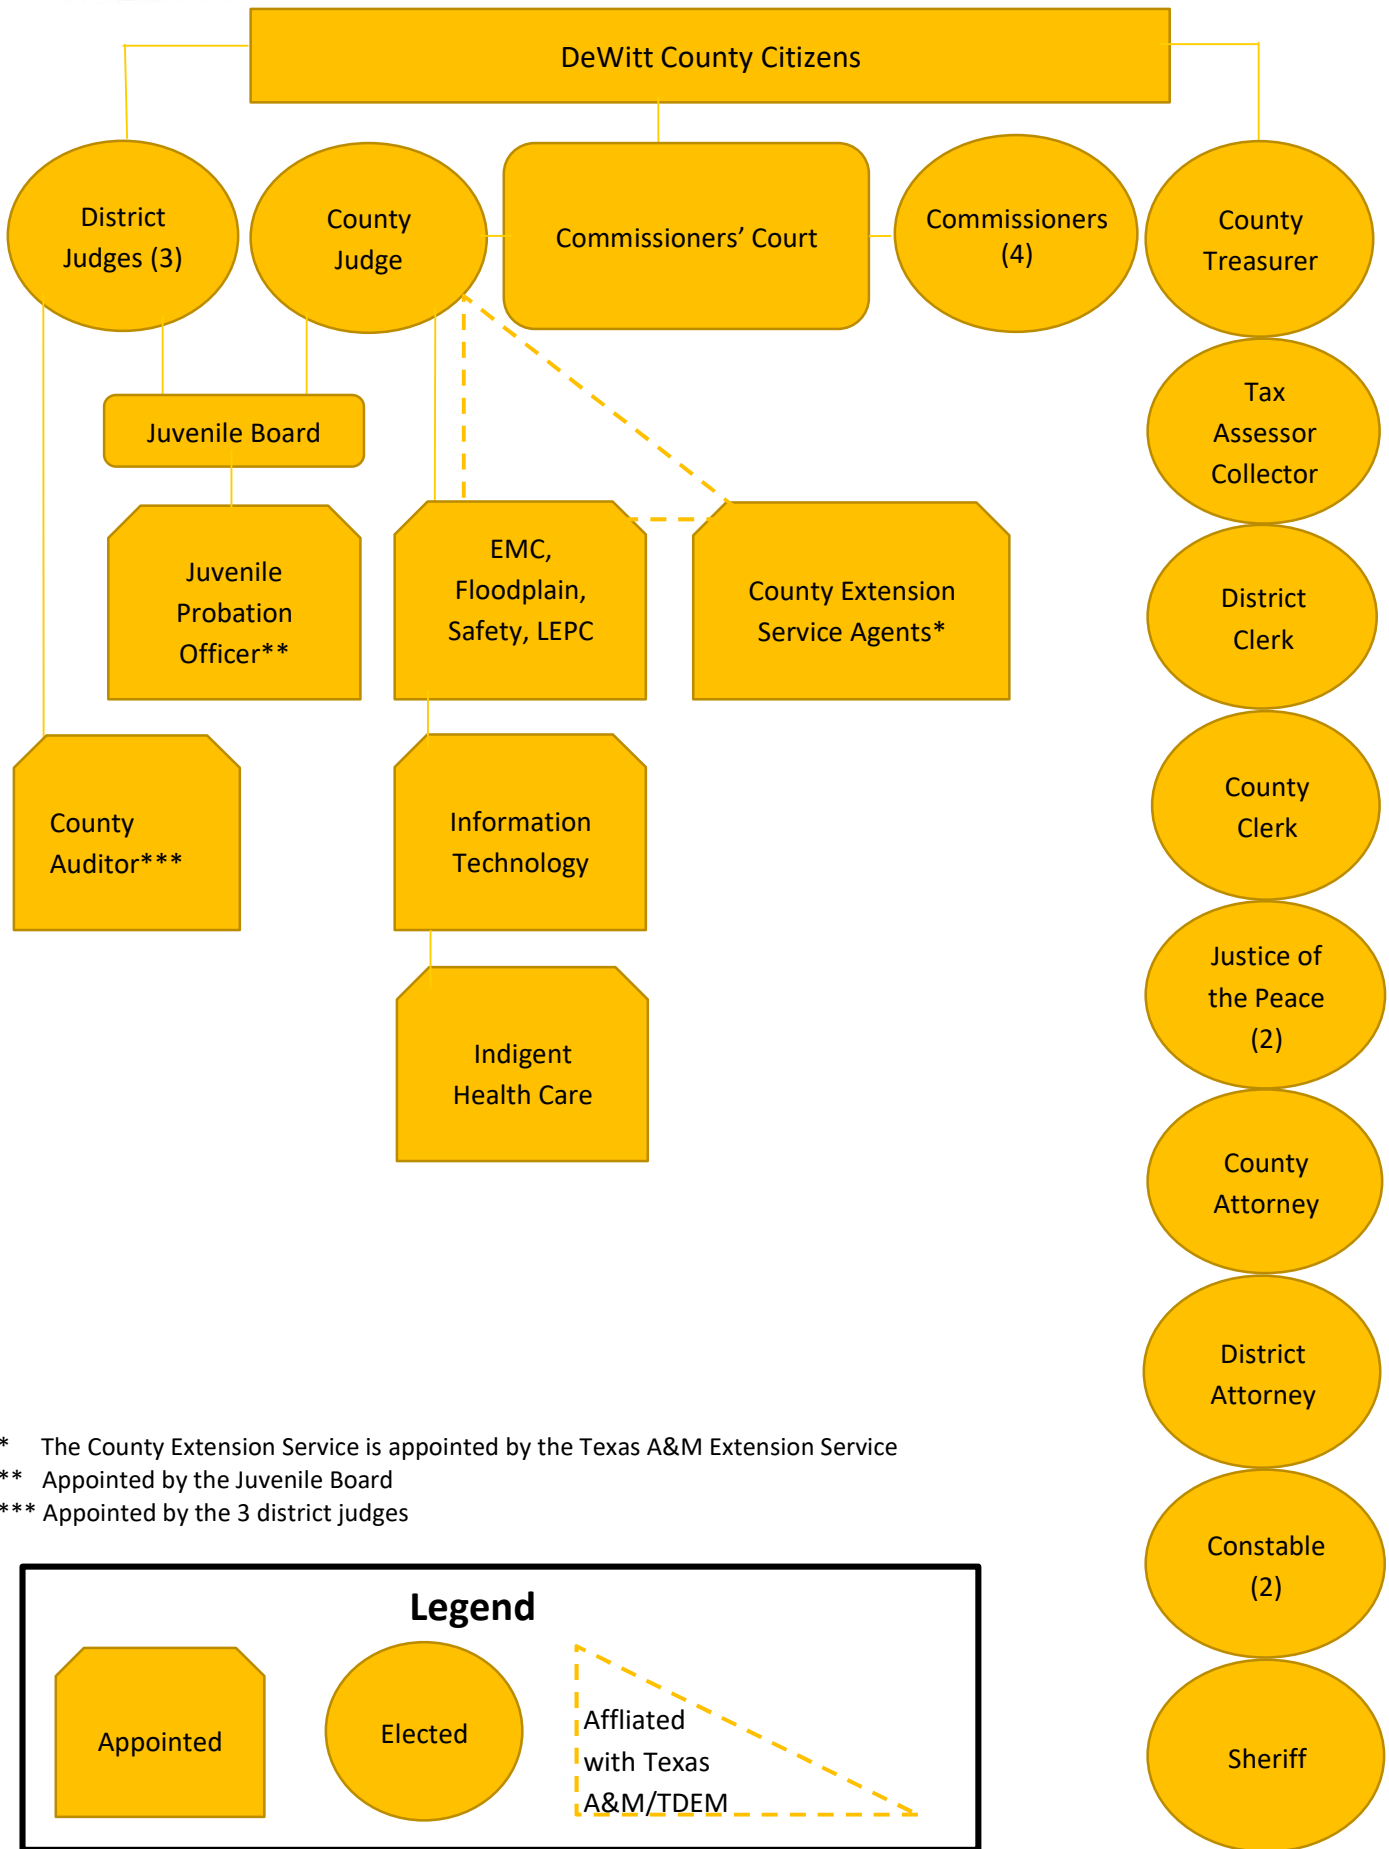 DeWitt County Citizens
District
Judges (3)
County
Judge
Commissioners’ Court
Commissioners
(4)
County
Treasurer
Juvenile Board
Tax
Assessor
Collector
Juvenile
Probation
Officer**
EMC,
Floodplain,
Safety, LEPC
County Extension
Service Agents*
District
Clerk
County
Auditor***
Information
Technology
County
Clerk
Indigent
Health Care
Justice of
the Peace
(2)
County
Attorney
District
Attorney
Constable
(2)
Sheriff
* The County Extension Service is appointed by the Texas A&M Extension Service
** Appointed by the Juvenile Board
*** Appointed by the 3 district judges
Legend
Appointed
Elected
Affliated
with Texas
A&M/TDEM